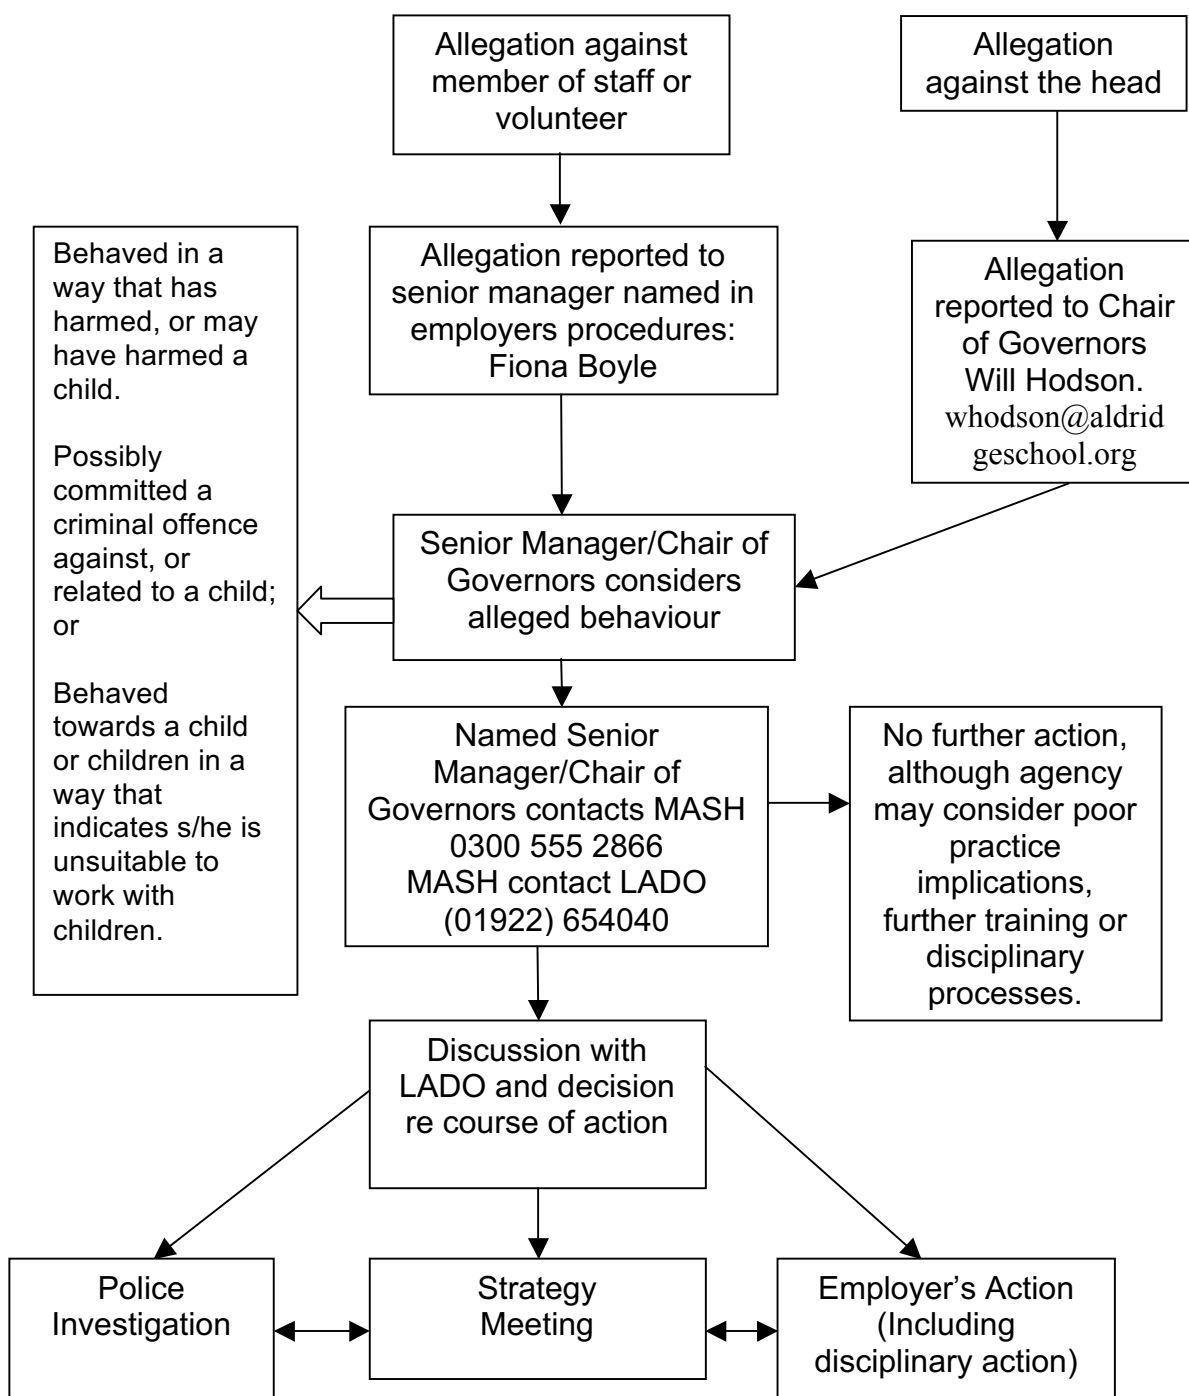 Allegation against
member of staff or
volunteer
Allegation
against the head
Behaved in a
way that has
harmed, or may
have harmed a
child.
Possibly
committed a
criminal offence
against, or
related to a child;
or
Behaved
towards a child
or children in a
way that
indicates s/he is
unsuitable to
work with
children.
Allegation reported to
senior manager named in
employers procedures:
Fiona Boyle
Allegation
reported to Chair
of Governors
Will Hodson.
whodson@aldrid
geschool.org
Senior Manager/Chair of
Governors considers
alleged behaviour
Named Senior
Manager/Chair of
Governors contacts MASH
0300 555 2866
MASH contact LADO
(01922) 654040
No further action,
although agency
may consider poor
practice
implications,
further training or
disciplinary
processes.
Discussion with
LADO and decision
re course of action
Police
Investigation
Strategy
Meeting
Employer’s Action
(Including
disciplinary action)